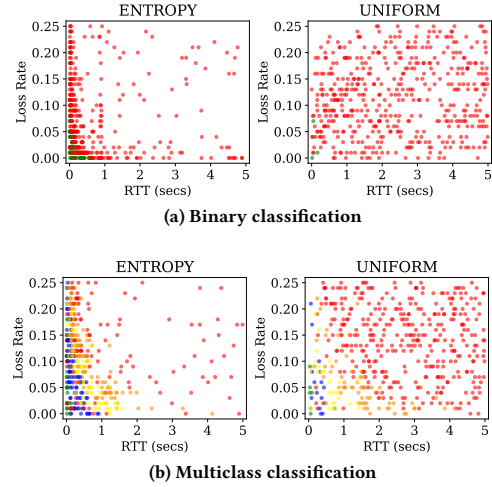 ENTROPY UNIFORM
0.25 0.25
0.20 0.20
0.15 0.15
0.10 0.10
0.05 0.05
0.00 0.00
Loss Rate Loss Rate
0 1 2 3 4 5 0 1 2 3 4 5
RTT (secs) RTT (secs)
(a) Binary classification
ENTROPY UNIFORM
0.25 0.25
0.20 0.20
0.15 0.15
0.10 0.10
0.05 0.05
0.00 0.00
Loss Rate Loss Rate
0 1 2 3 4 5 0 1 2 3 4 5
RTT (secs) RTT (secs)
(b) Multiclass classification